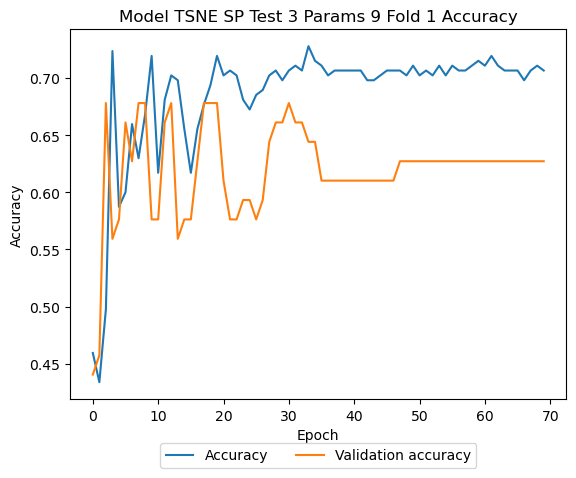 Model TSNE SP Test 3 Params 9 Fold 1 Accuracy
0.70
0.65
0.60
0.55
0.50
0.45
Accuracy
0 10 20 30 40 50 60 70
Epoch
Accuracy Validation accuracy